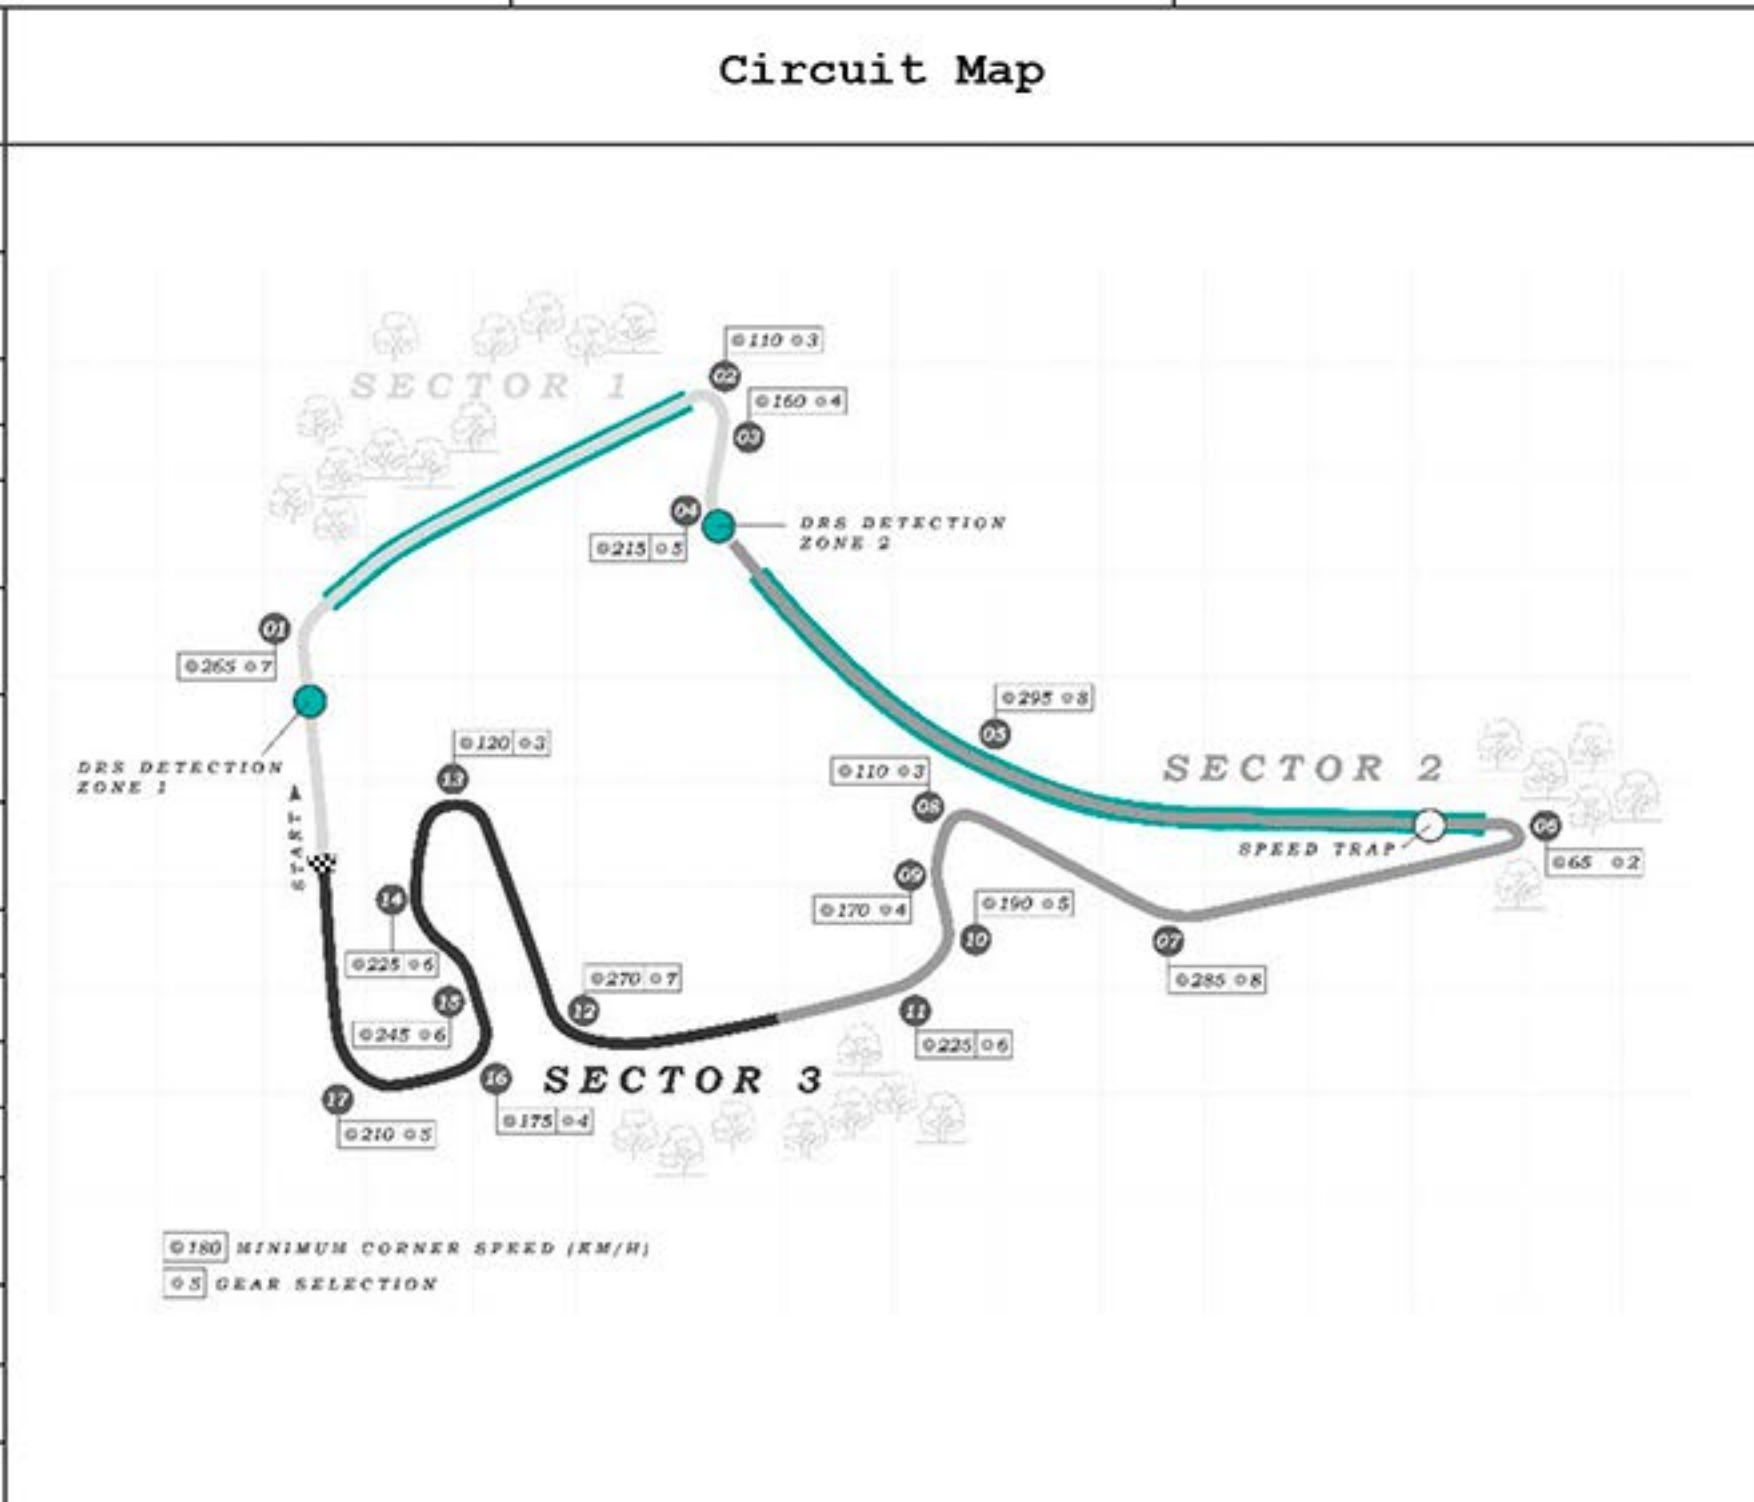 Circuit Map
◎110 ◎3
02
SECTOR 1
◎160 ◎4
03
04
DRS DETECTION
ZONE 2
◎215 ◎5
01
◎265 ◎7
◎295 ◎8
05
◎120 ◎3
13
DRS DETECTION
ZONE 1
SECTOR 2
◎110 ◎3
08
START
06
SPEED TRAP
◎65 ◎2
09
◎170 ◎4
14
◎190 ◎5
10
07
◎225 ◎6
◎270 ◎7
◎285 ◎8
15
12
11
◎245 ◎6
◎225 ◎6
16
SECTOR 3
17
◎175 ◎4
◎210 ◎5
◎180 MINIMUM CORNER SPEED (KM/H)
◎5 GEAR SELECTION